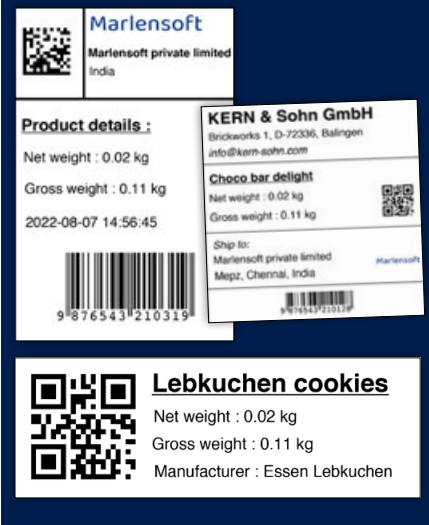 Marlensoft
Marlensoft private limited
India
Product details :
Net weight : 0.02 kg
Gross weight : 0.11 kg
2022-08-07 14:56:45
9 876543 210319
KERN & Sohn GmbH
Brickworks 1, D-72336, Balingen
info@kern-sohn.com
Choco bar delight
Net weight : 0.02 kg
Gross weight : 0.11 kg
Ship to:
Marlensoft private limited
Mepz, Chennai, India
Marlensoft
Lebkuchen cookies
Net weight : 0.02 kg
Gross weight : 0.11 kg
Manufacturer : Essen Lebkuchen